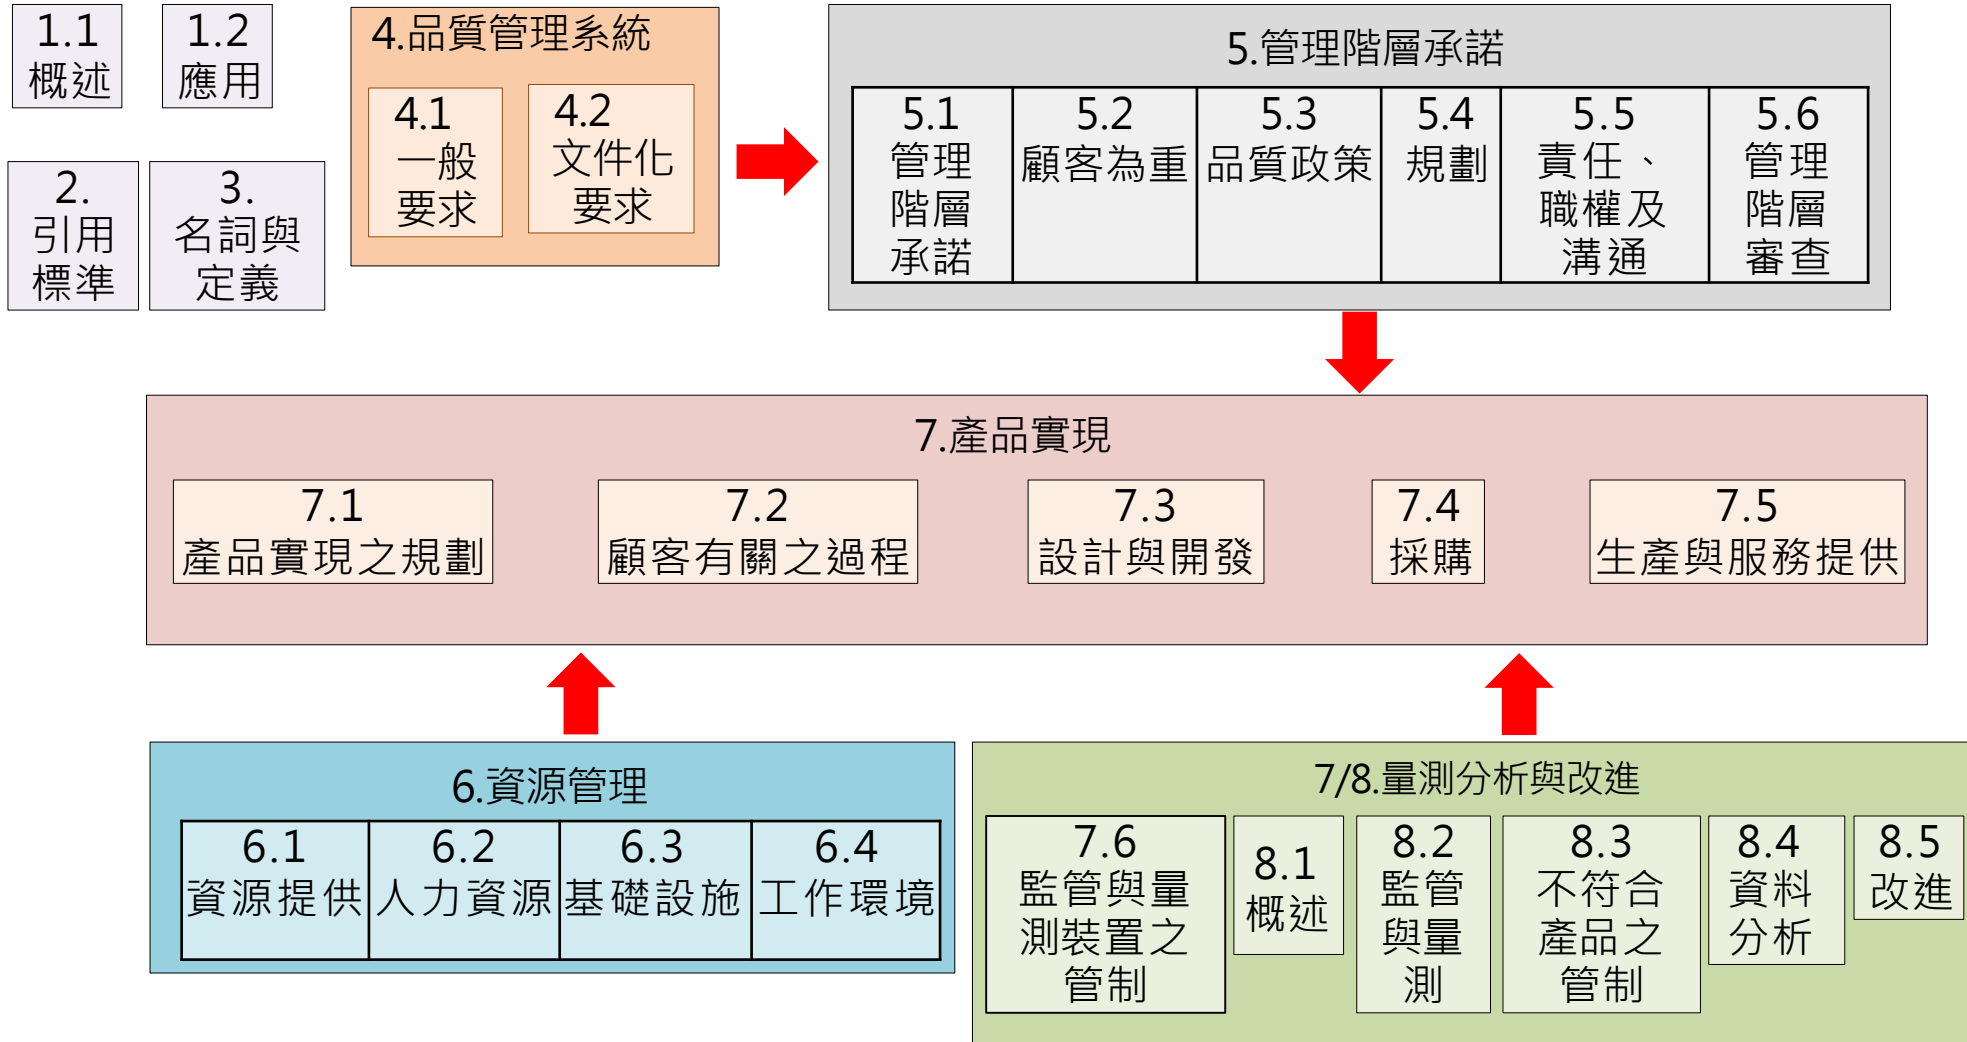 1.1
概述
1.2
應用
2.
引用
標準
3.
名詞與
定義
4.品質管理系統
4.1
一般
要求
4.2
文件化
要求
5.管理階層承諾
5.1
管理
階層
承諾
5.2
顧客為重
5.3
品質政策
5.4
規劃
5.5
責任、
職權及
溝通
5.6
管理
階層
審查
7.產品實現
7.1
產品實現之規劃
7.2
顧客有關之過程
7.3
設計與開發
7.4
採購
7.5
生產與服務提供
6.資源管理
6.1
資源提供
6.2
人力資源
6.3
基礎設施
6.4
工作環境
7/8.量測分析與改進
7.6
監管與量
測裝置之
管制
8.1
概述
8.2
監管
與量
測
8.3
不符合
產品之
管制
8.4
資料
分析
8.5
改進